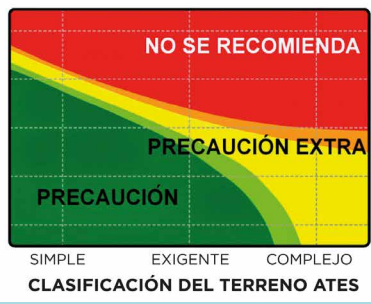 NO SE RECOMIENDA
PRECAUCIÓN EXTRA
PRECAUCIÓN
SIMPLE EXIGENTE COMPLEJO
CLASIFICACIÓN DEL TERRENO ATES